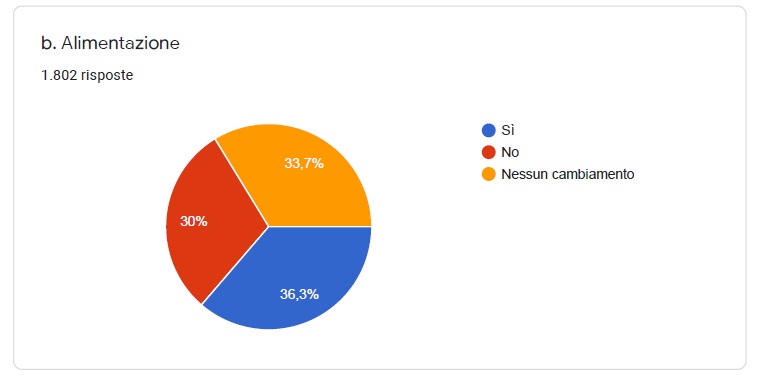 b. Alimentazione
1.802 risposte
33,7%
30%
36,3%
Sì
No
Nessun cambiamento